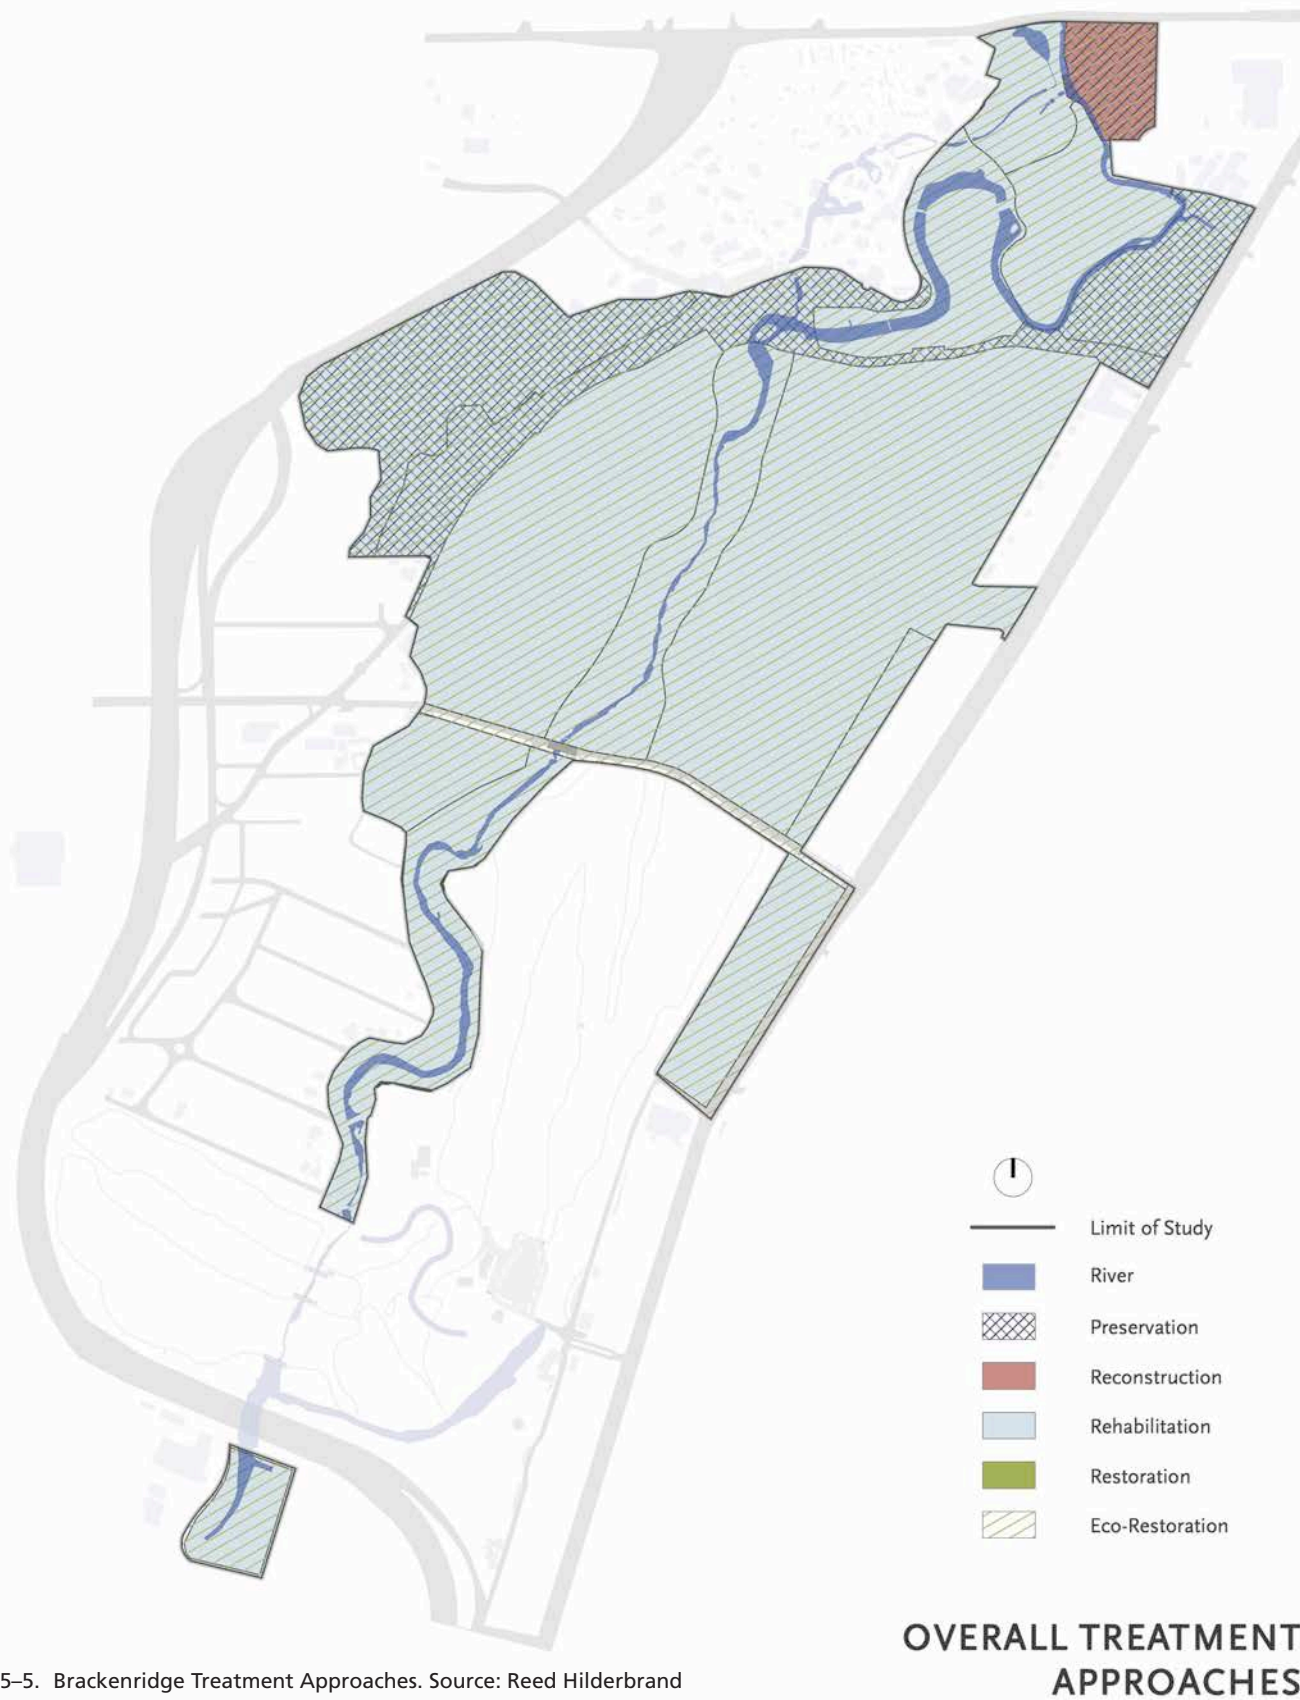 Limit of Study
River
Preservation
Reconstruction
Rehabilitation
Restoration
Eco-Restoration
OVERALL TREATMENT
APPROACHES
5–5. Brackenridge Treatment Approaches. Source: Reed Hilderbrand